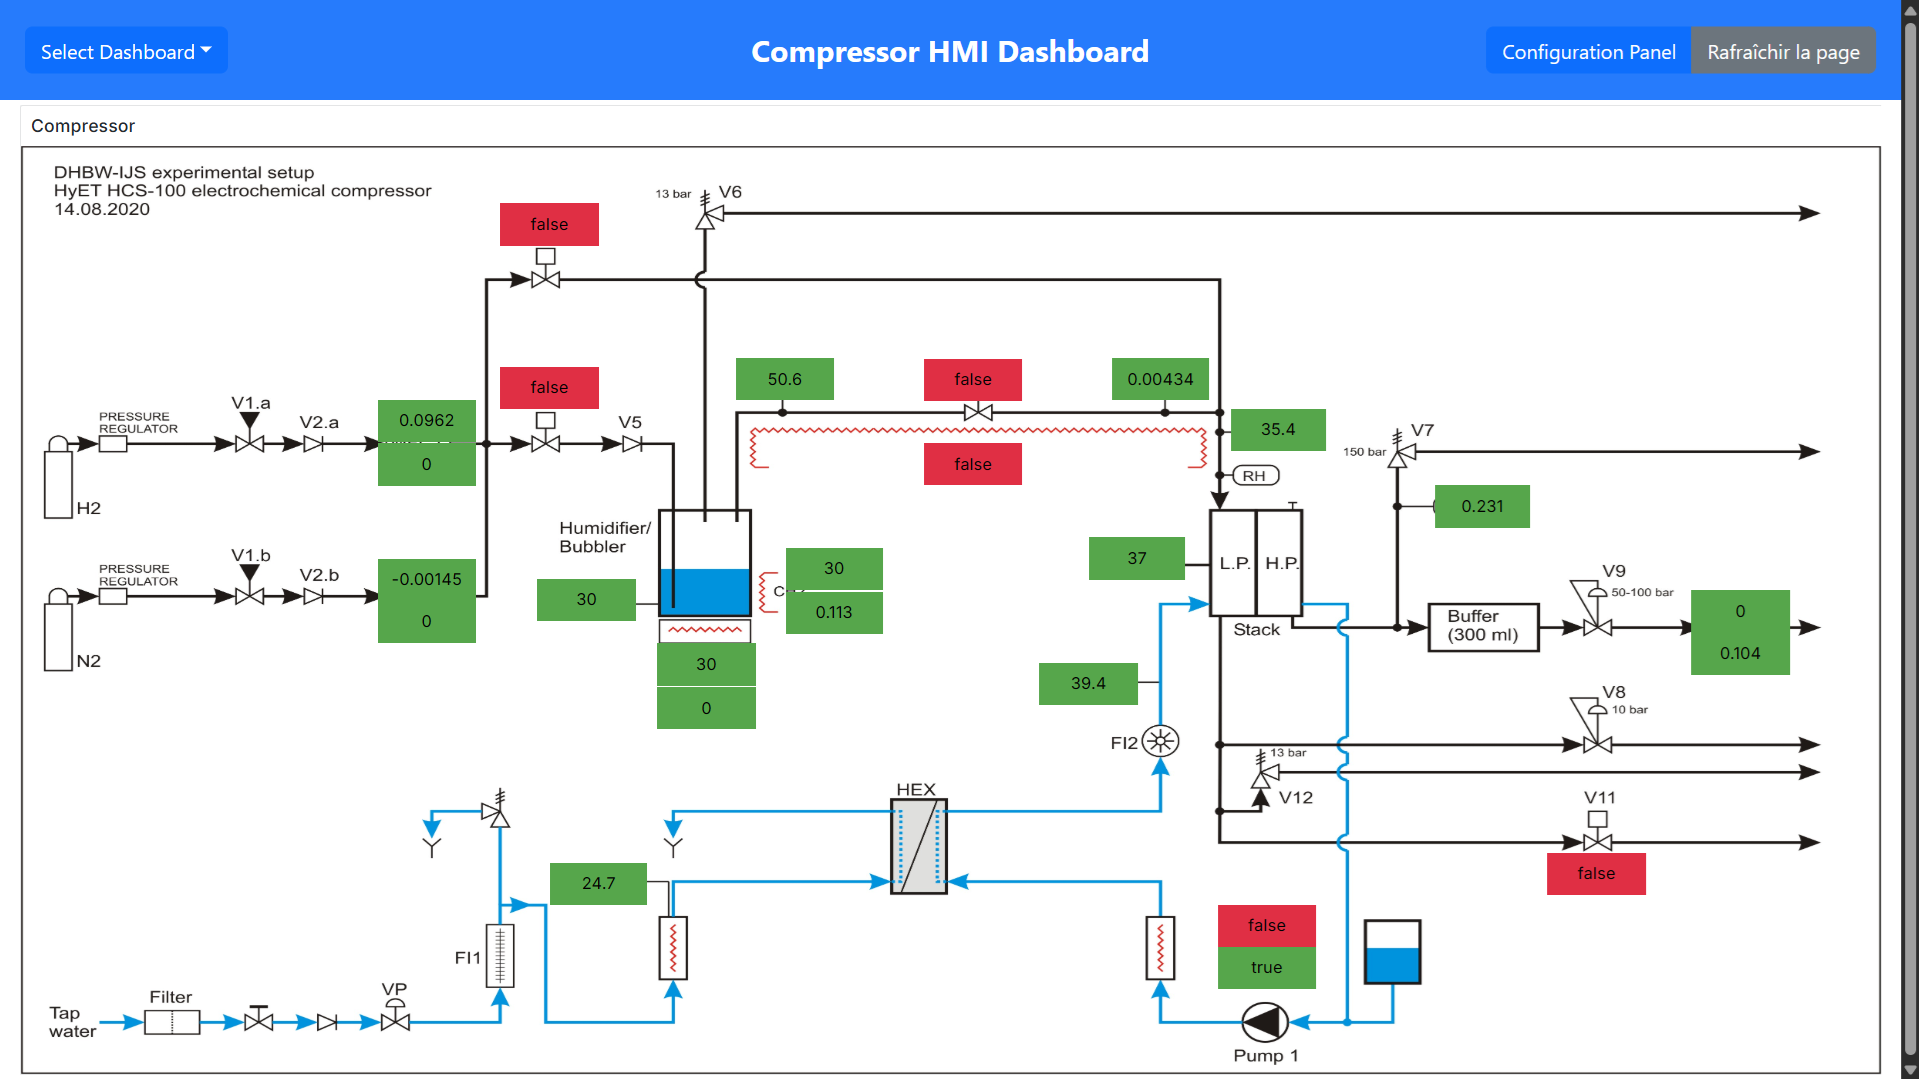 Select Dashboard
Compressor HMI Dashboard
Configuration Panel
Rafraîchir la page
Compressor
DHBW-IJS experimental setup
HyET HCS-100 electrochemical compressor
14.08.2020
13 bar
V6
false
false
50.6
false
0.00434
V1.a
PRESSURE
REGULATOR
V2.a
0.0962
0
V5
35.4
V7
150 bar
false
RH
H2
0.231
Humidifier/
Bubbler
V1.b
PRESSURE
REGULATOR
V2.b
-0.00145
0
30
30
0.113
37
L.P.
H.P.
V9
50-100 bar
0
0.104
Buffer
(300 ml)
Stack
N2
30
0
39.4
V8
10 bar
FI2
13 bar
V12
HEX
V11
false
24.7
false
true
FI1
Filter
VP
Tap
water
Pump 1